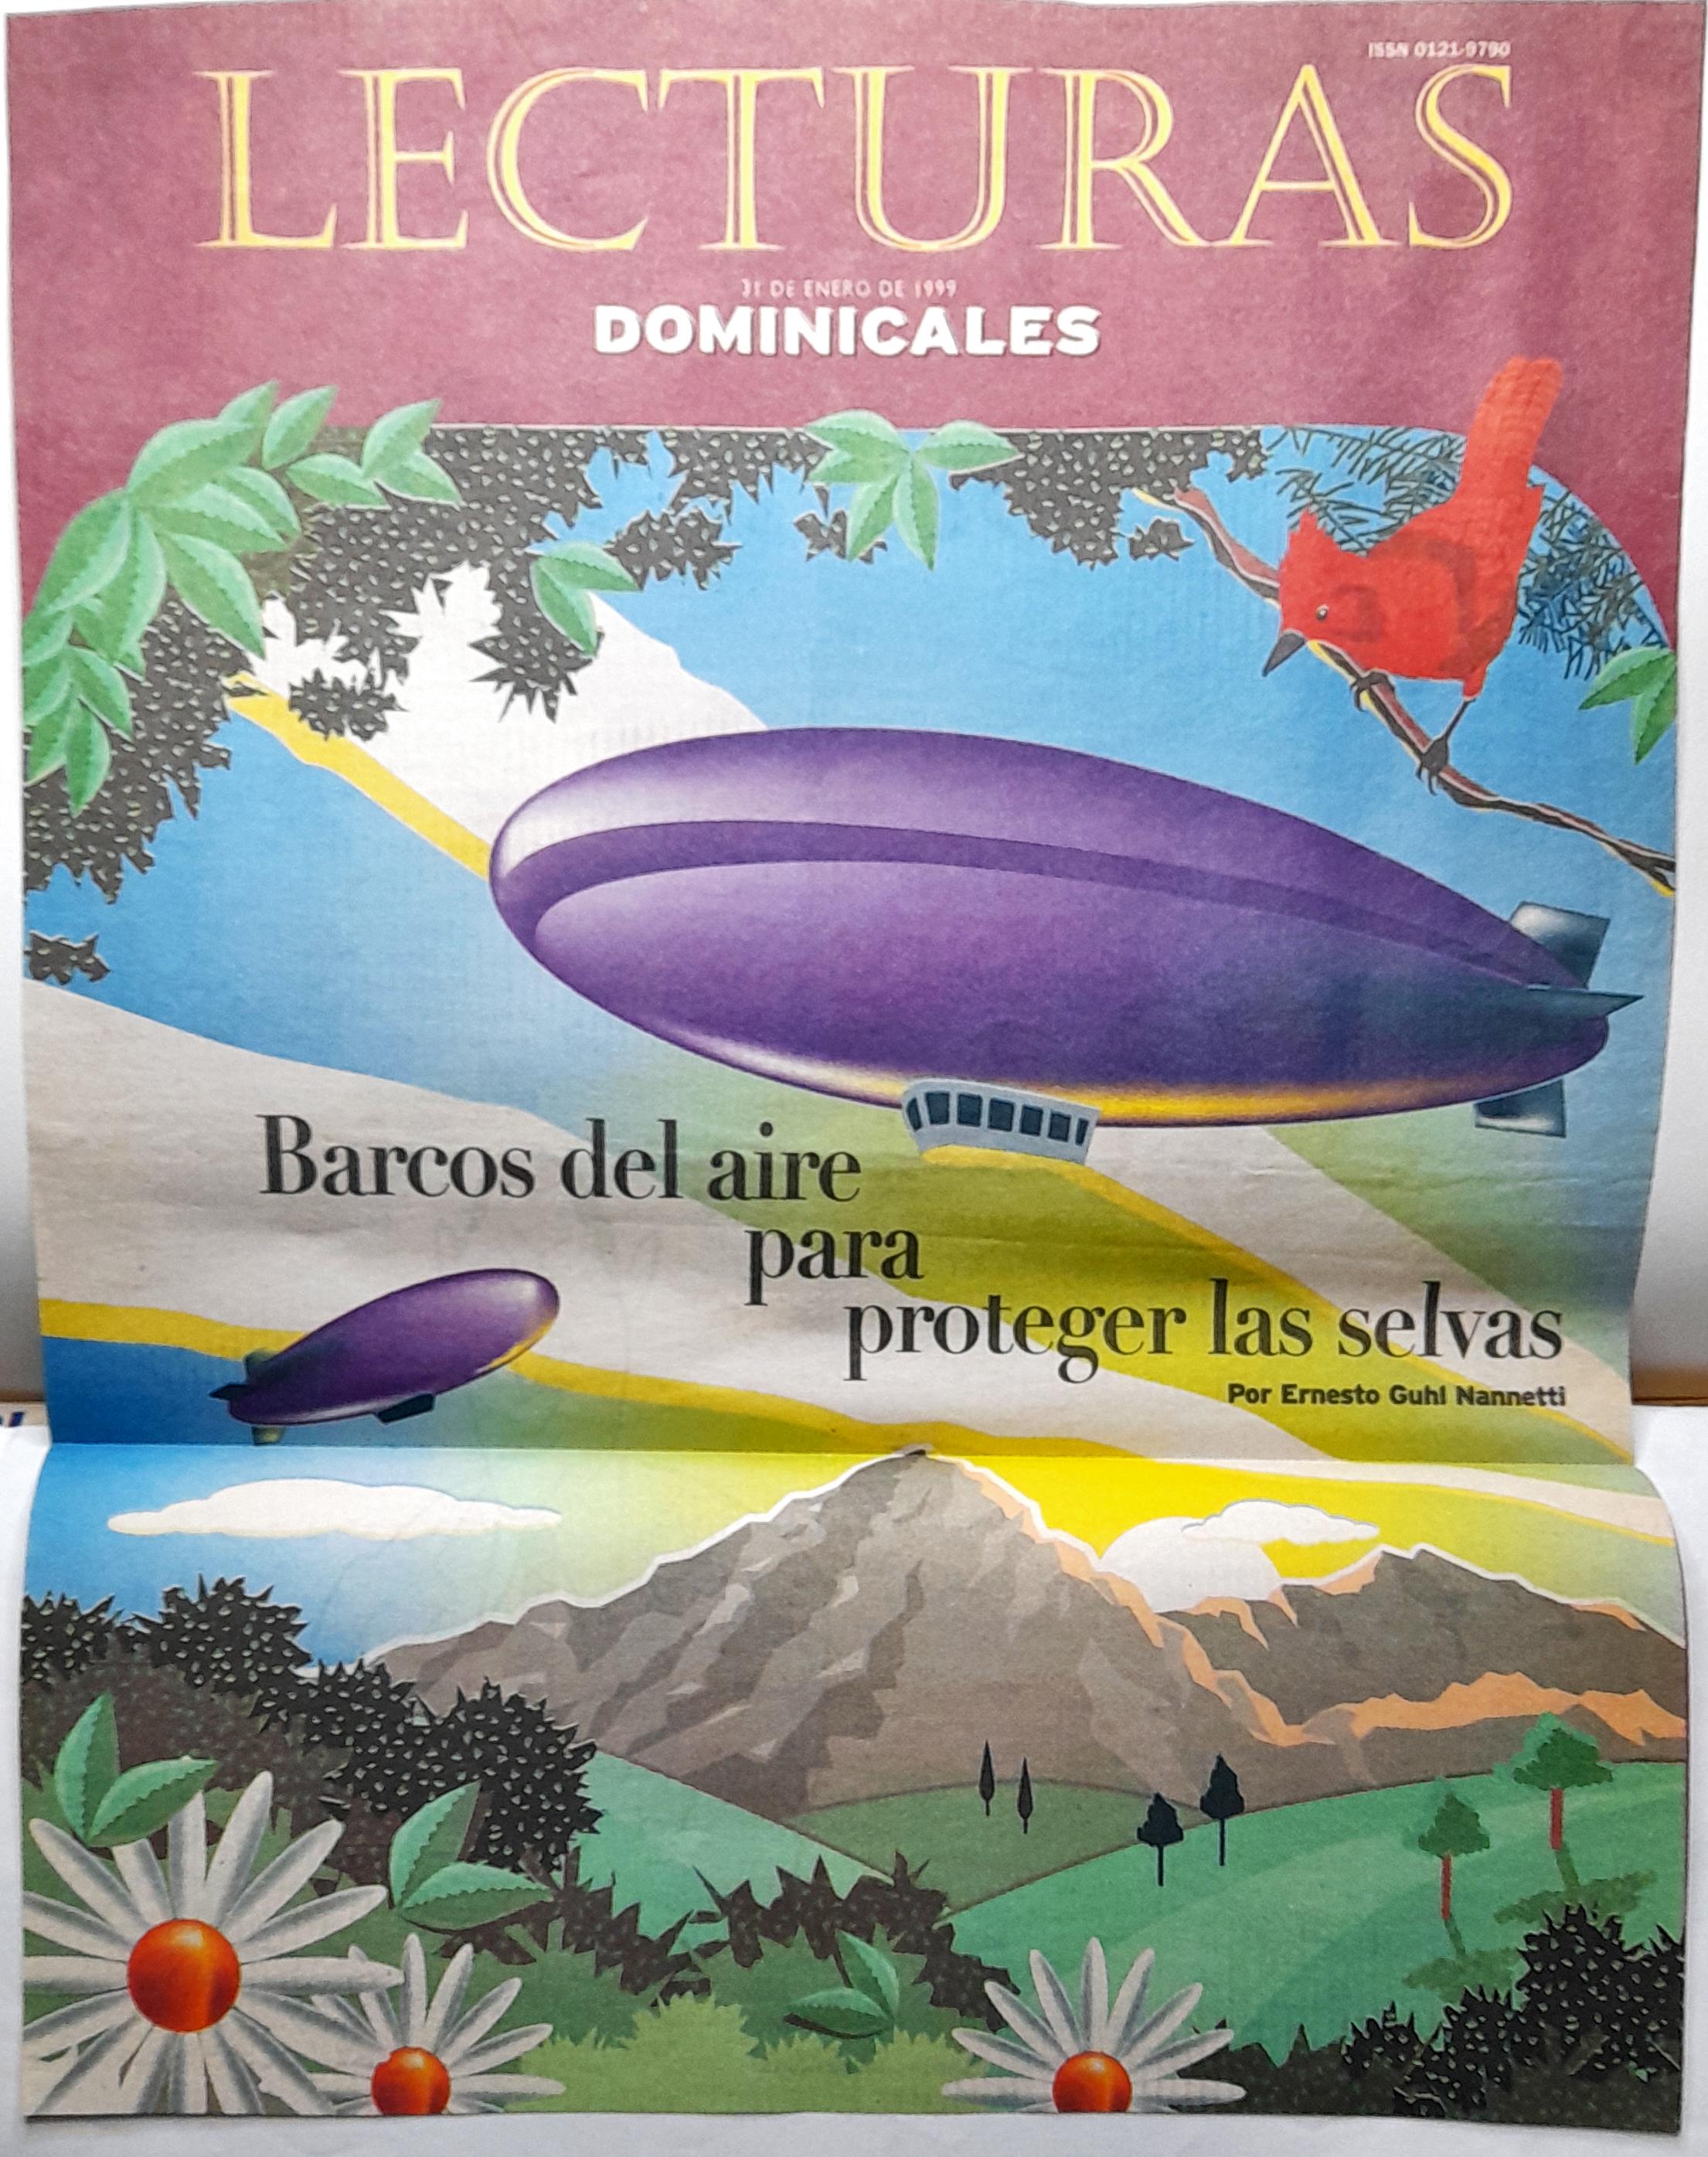 ISSN 0121-9790
LECTURAS
31 DE ENERO DE 1999
DOMINICALES
Barcos del aire
para
proteger las selvas
Por Ernesto Guhl Nannetti